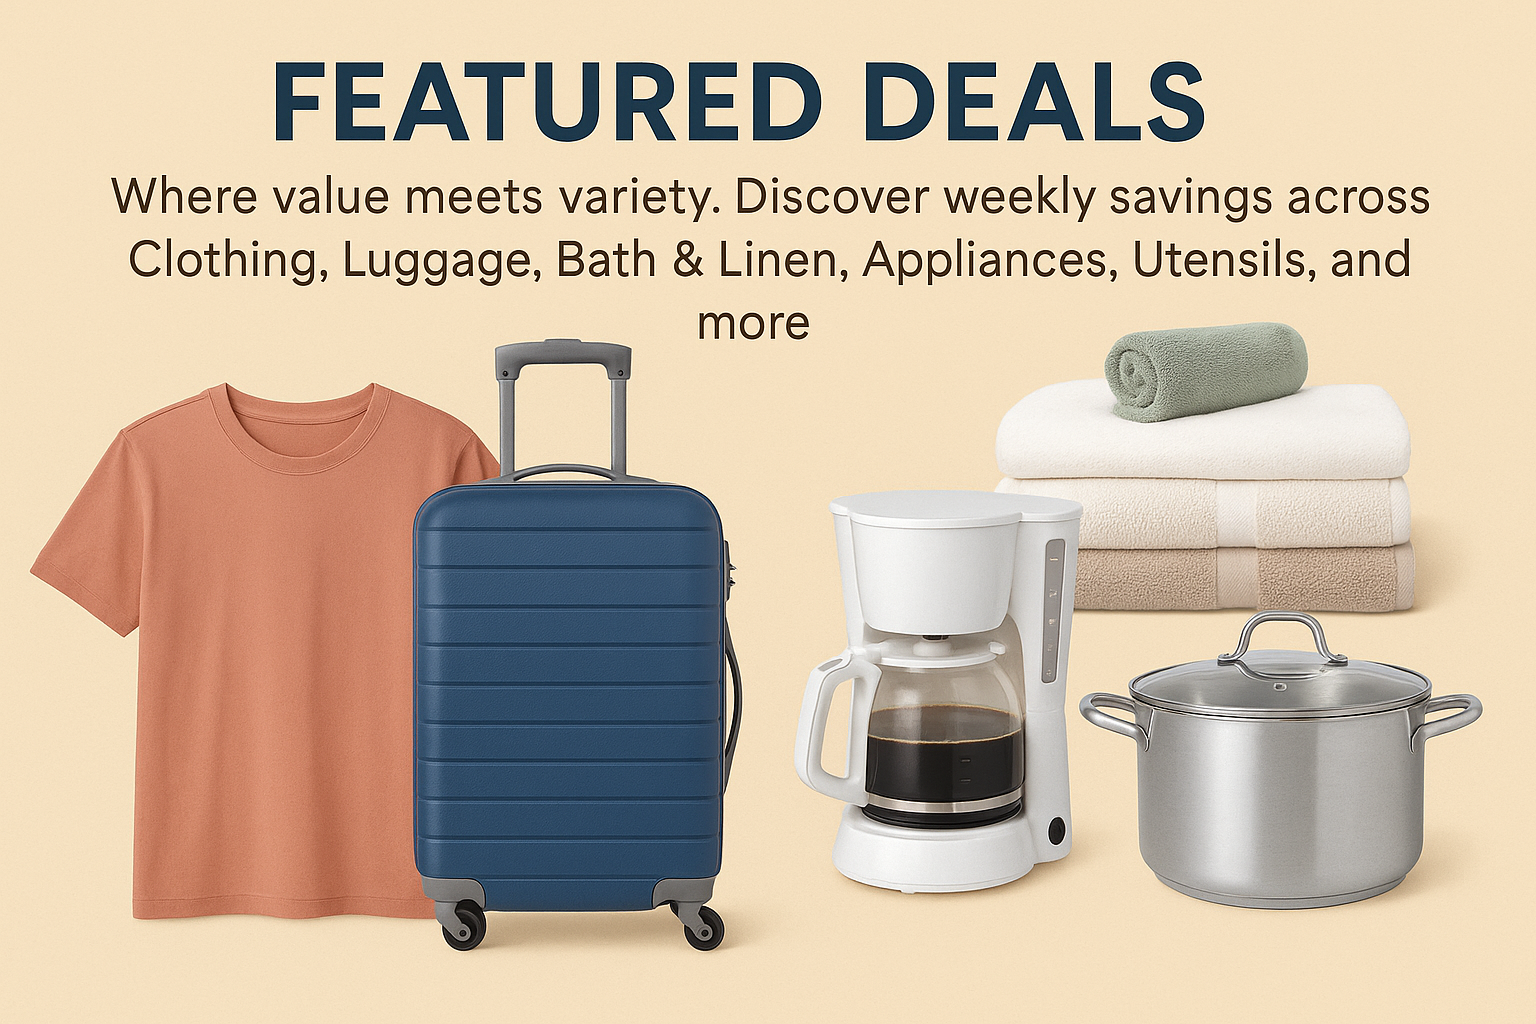 FEATURED DEALS
Where value meets variety. Discover weekly savings across
Clothing, Luggage, Bath & Linen, Appliances, Utensils, and
more